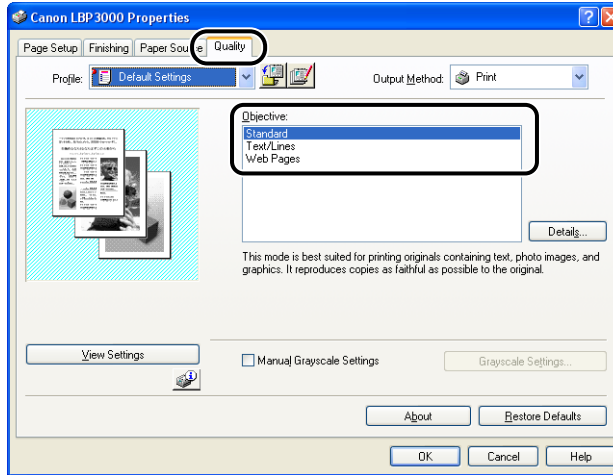 Canon LBP3000 Properties
Page Setup Finishing Paper Source Quality
Profile: Default Settings Output Method: Print
Objective:
Standard
Text/Lines
Web Pages
Details...
This mode is best suited for printing originals containing text, photo images, and
graphics. It reproduces copies as faithful as possible to the original.
View Settings
Manual Grayscale Settings Grayscale Settings...
About Restore Defaults
OK Cancel Help